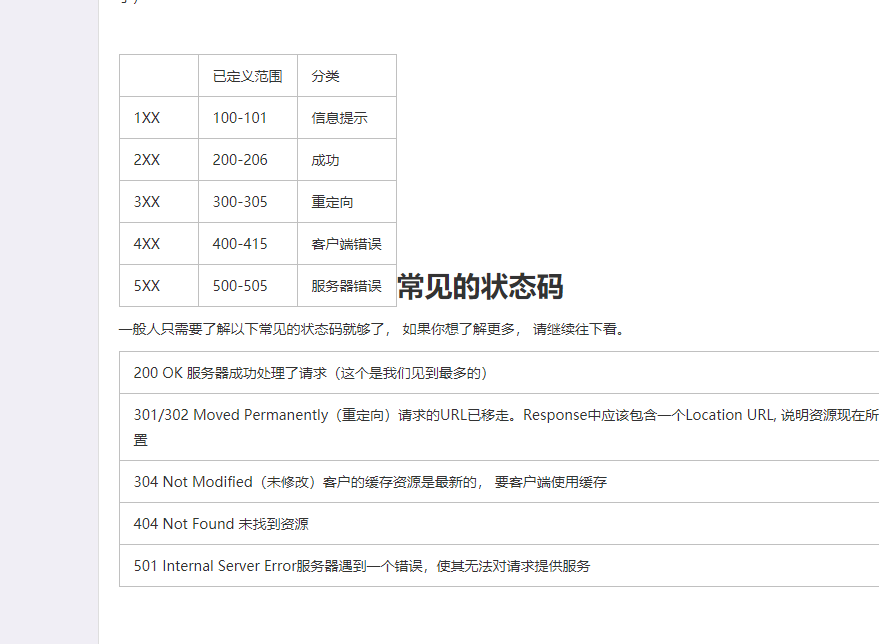 已定义范围 分类
1XX 100-101 信息提示
2XX 200-206 成功
3XX 300-305 重定向
4XX 400-415 客户端错误
5XX 500-505 服务器错误
常见的状态码
一般人只需要了解以下常见的状态码就够了， 如果你想了解更多， 请继续往下看。
200 OK 服务器成功处理了请求（这个是我们见到最多的）
301/302 Moved Permanently（重定向）请求的URL已移走。Response中应该包含一个Location URL, 说明资源现在所
置
304 Not Modified（未修改）客户的缓存资源是最新的， 要客户端使用缓存
404 Not Found 未找到资源
501 Internal Server Error服务器遇到一个错误，使其无法对请求提供服务